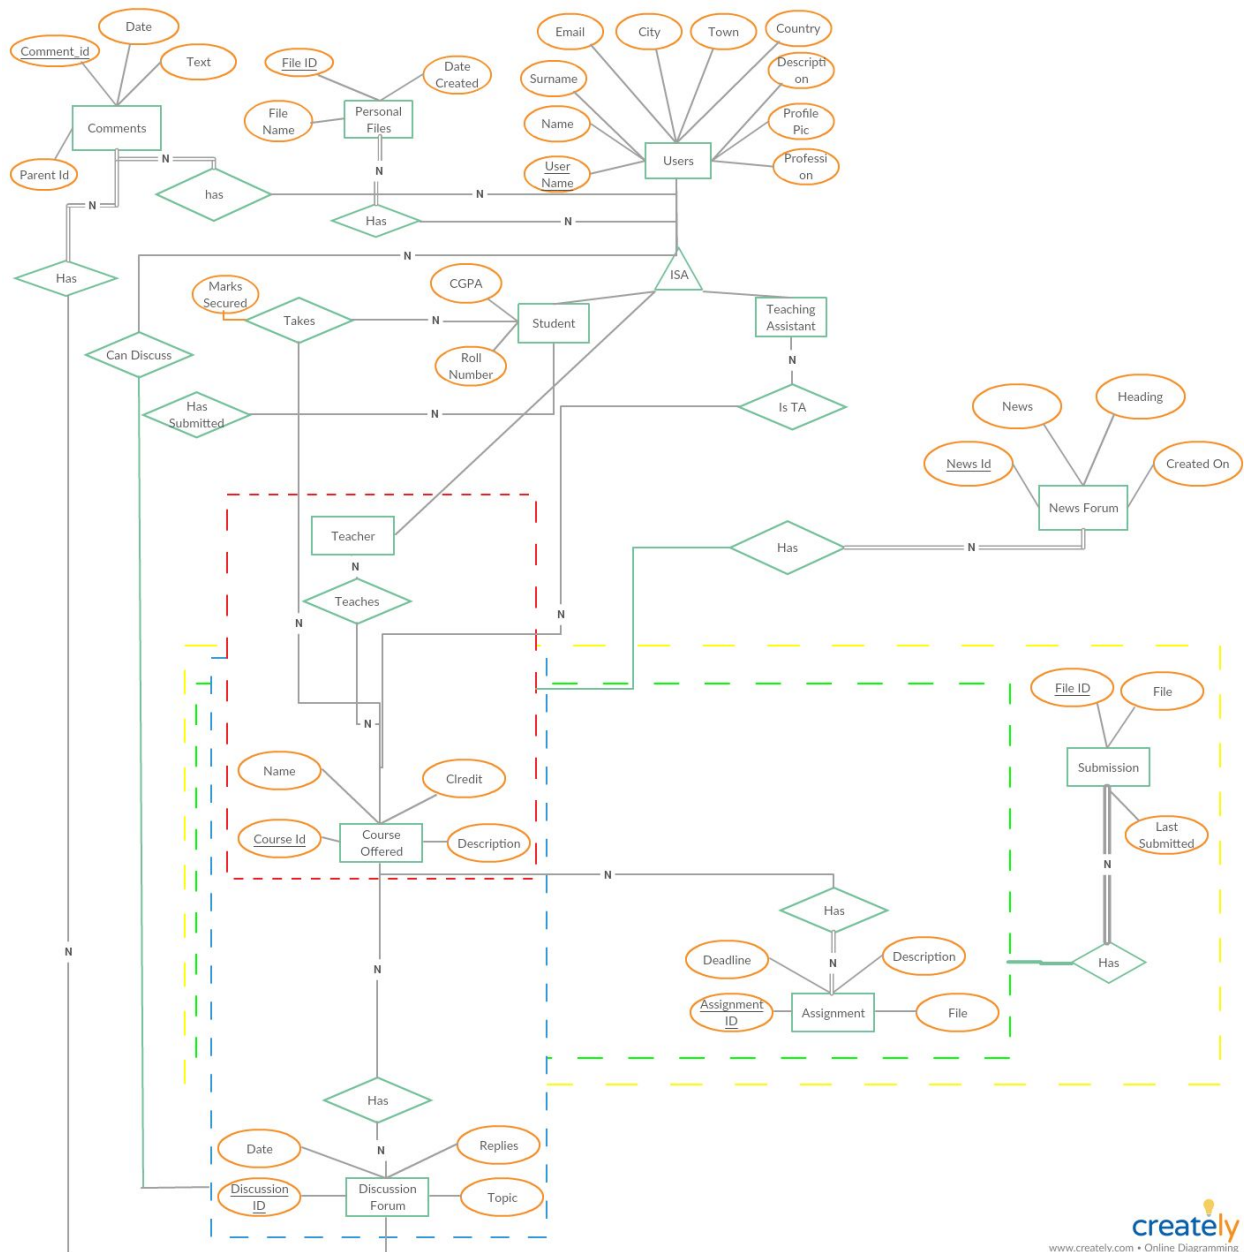 Date
Comment_id
Text
Comments
Parent Id
N
N
has
Has
File ID
Date
Created
File
Name
Personal
Files
N
Has
Email
City
Town
Country
Surname
Descripti
on
Name
Profile
Pic
User
Name
Users
Professi
on
N
N
N
ISA
Marks
Secured
Takes
N
CGPA
Student
Roll
Number
Teaching
Assistant
N
Is TA
Can Discuss
Has
Submitted
N
News
Heading
News Id
Created On
News Forum
Has
N
Teacher
N
Teaches
N
N
N
File ID
File
Submission
Last
Submitted
N
Has
Name
Clredit
Course Id
Course
Offered
Description
N
Has
N
Deadline
Description
Assignment
ID
Assignment
File
N
N
Has
N
Date
Replies
Discussion
ID
Discussion
Forum
Topic
creately
www.creately.com • Online Diagramming